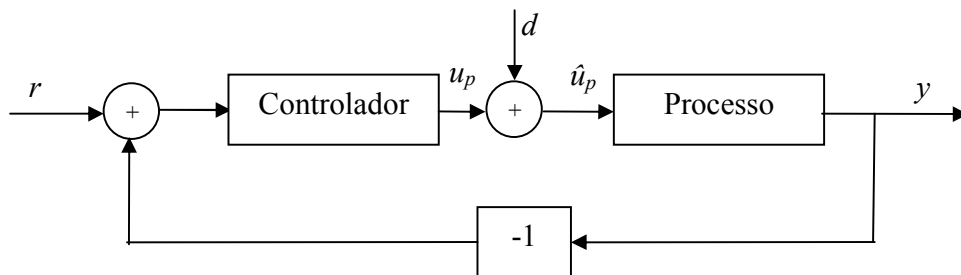 d
r
+
Controlador
u_p
+
û_p
Processo
y
-1